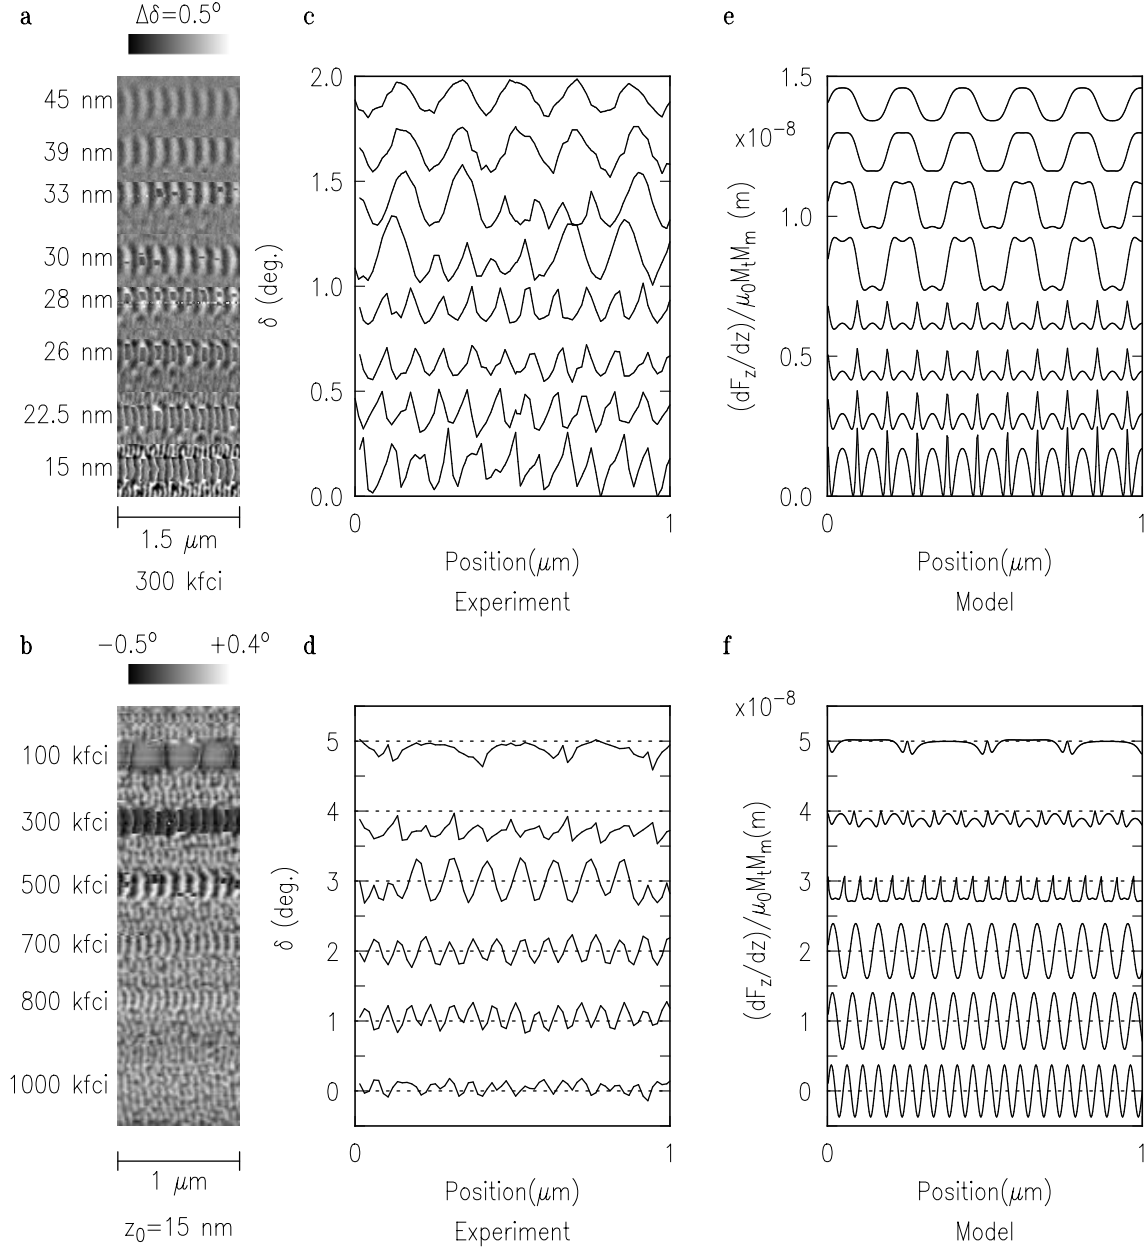 a
Δδ=0.5°
45 nm
39 nm
33 nm
30 nm
28 nm
26 nm
22.5 nm
15 nm
1.5 μm
300 kfci
c
2.0
1.5
1.0
0.5
0.0
δ (deg.)
0 1
Position(μm)
Experiment
e
1.5
x10⁻⁸
1.0
0.5
0.0
(dF_z/dz)/μ₀M_tM_m (m)
0 1
Position(μm)
Model
b
−0.5° +0.4°
100 kfci
300 kfci
500 kfci
700 kfci
800 kfci
1000 kfci
1 μm
z₀=15 nm
d
5
4
3
2
1
0
δ (deg.)
0 1
Position(μm)
Experiment
f
x10⁻⁸
5
4
3
2
1
0
(dF_z/dz)/μ₀M_tM_m(m)
0 1
Position(μm)
Model